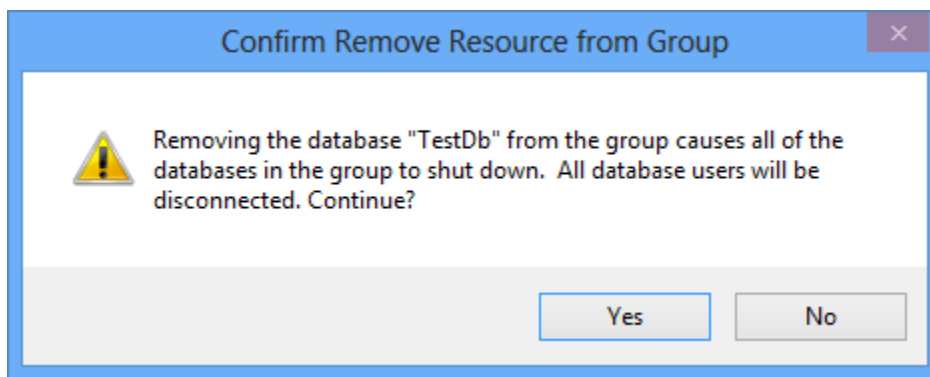 Confirm Remove Resource from Group
Removing the database "TestDb" from the group causes all of the
databases in the group to shut down.  All database users will be
disconnected. Continue?
Yes
No